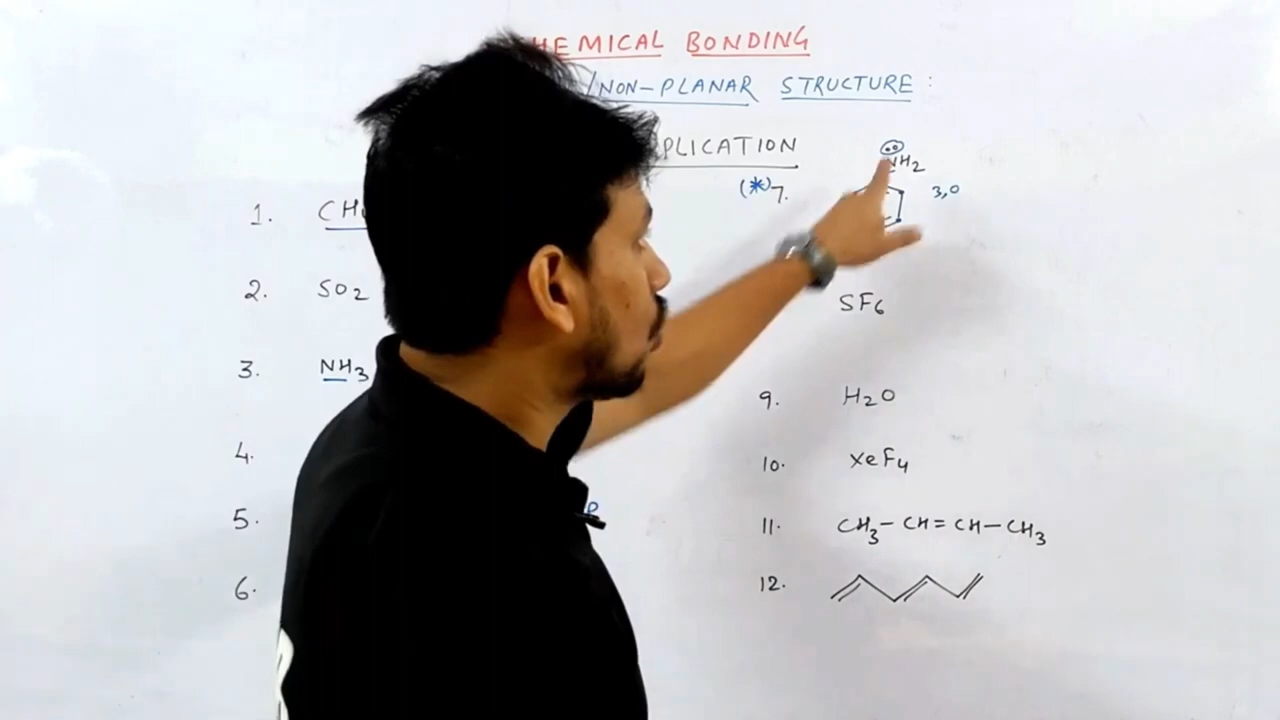 HEMICAL BONDING
/NON-PLANAR STRUCTURE :
PLICATION
1. CH
2. SO2
3. NH3
4.
5.
6.
(*)7. NH2 3,0
SF6
9. H2O
10. XeF4
11. CH3-CH=CH-CH3
12.